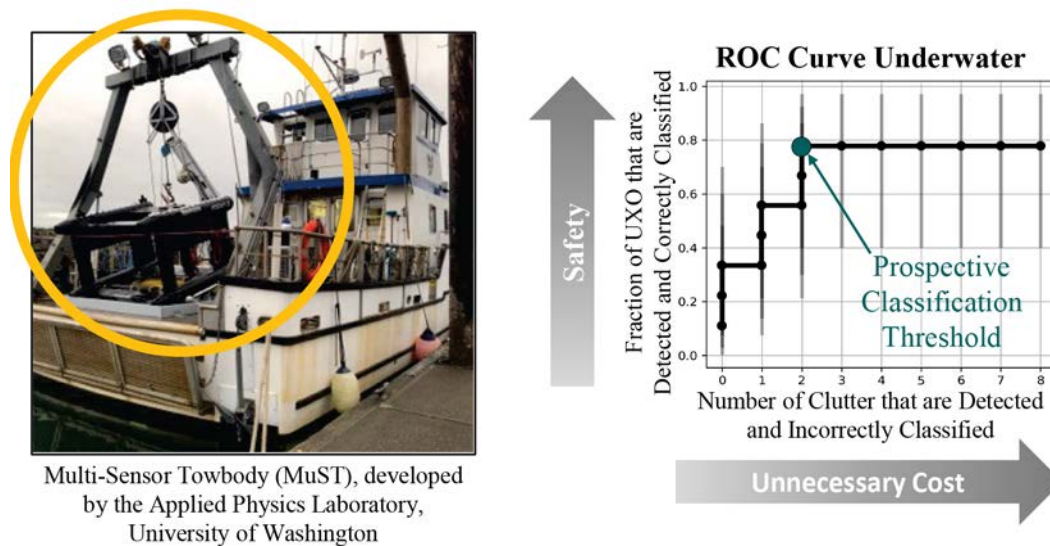 Multi-Sensor Towbody (MuST), developed
by the Applied Physics Laboratory,
University of Washington
Safety
ROC Curve Underwater
Fraction of UXO that are
Detected and Correctly Classified
1.0
0.8
0.6
0.4
0.2
0.0
Prospective
Classification
Threshold
0 1 2 3 4 5 6 7 8
Number of Clutter that are Detected
and Incorrectly Classified
Unnecessary Cost